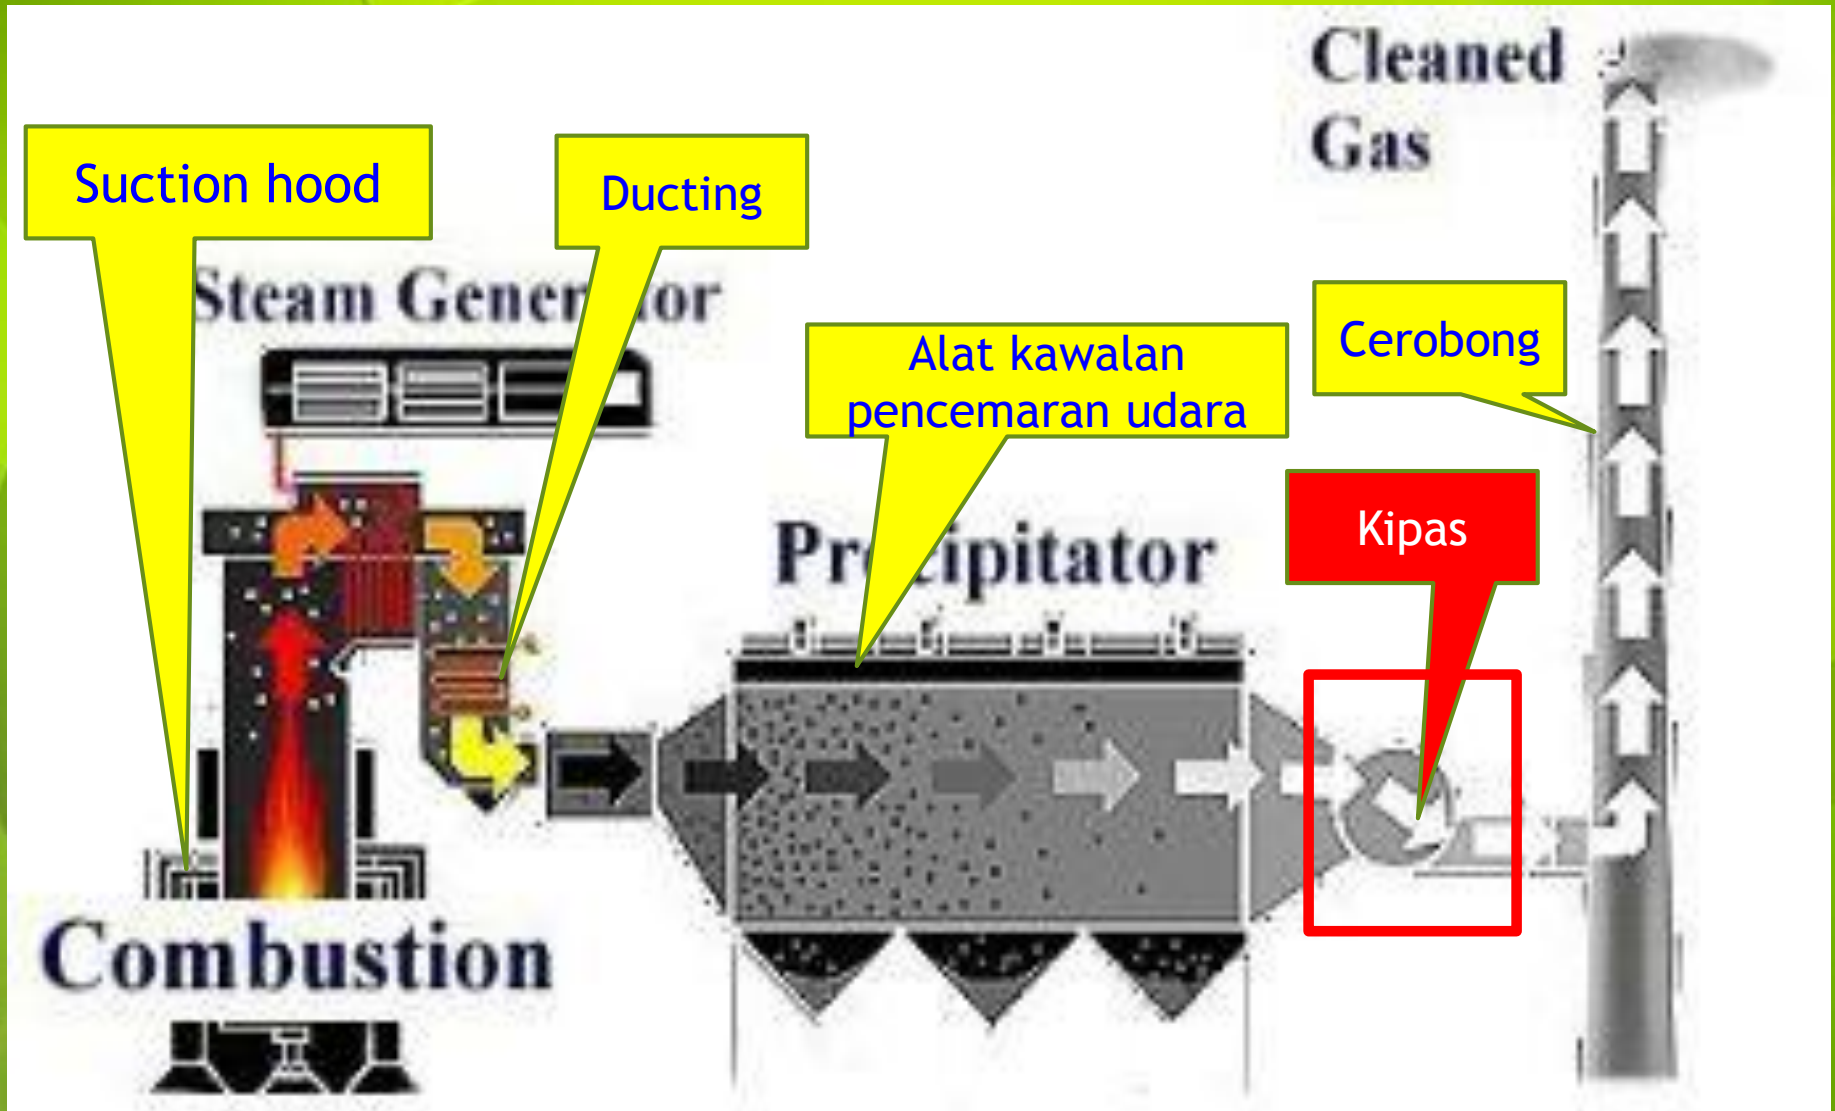 Cleaned
Gas
Suction hood
Ducting
Steam Generator
Alat kawalan
pencemaran udara
Cerobong
Kipas
Precipitator
Combustion